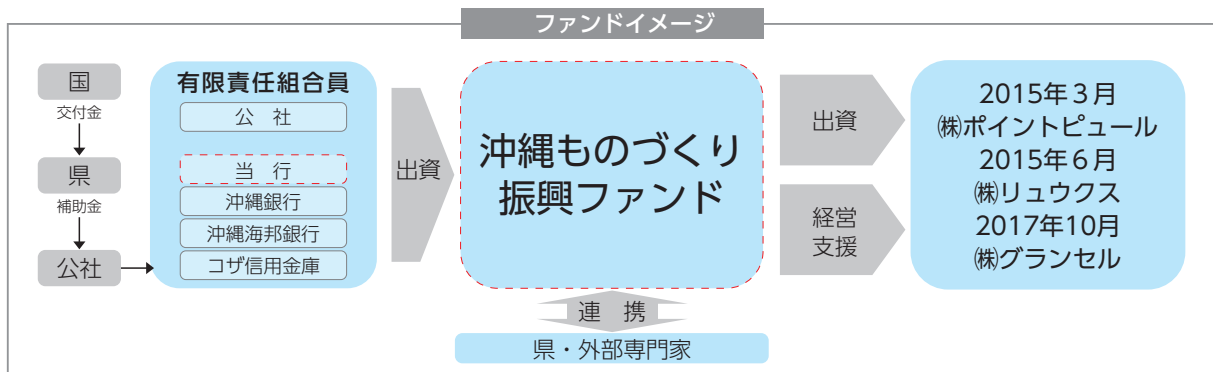 ファンドイメージ
国
交付金
県
補助金
公社
有限責任組合員
公 社
当 行
沖縄銀行
沖縄海邦銀行
コザ信用金庫
出資
沖縄ものづくり
振興ファンド
連 携
県・外部専門家
出資
経営
支援
2015年3月
㈱ポイントピュール
2015年6月
㈱リュウクス
2017年10月
㈱グランセル